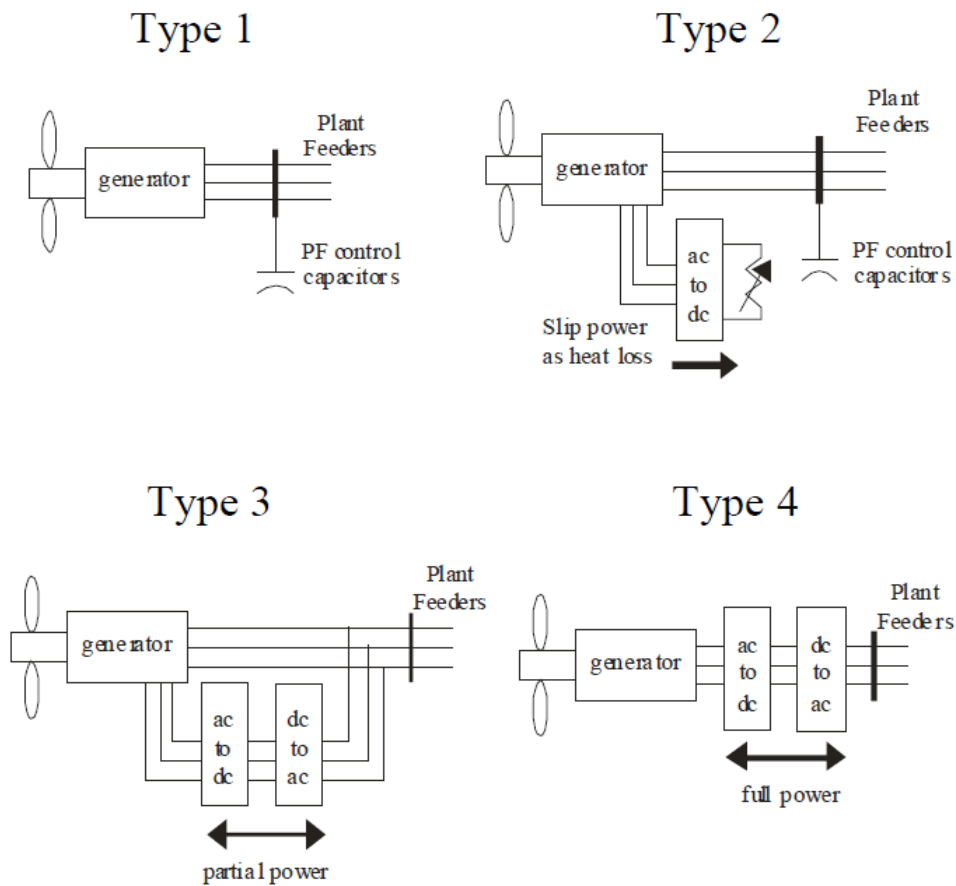 Type 1
Plant
Feeders
generator
PF control
capacitors
Type 2
Plant
Feeders
generator
ac
to
dc
PF control
capacitors
Slip power
as heat loss
Type 3
Plant
Feeders
generator
ac
to
dc
dc
to
ac
partial power
Type 4
Plant
Feeders
generator
ac
to
dc
dc
to
ac
full power